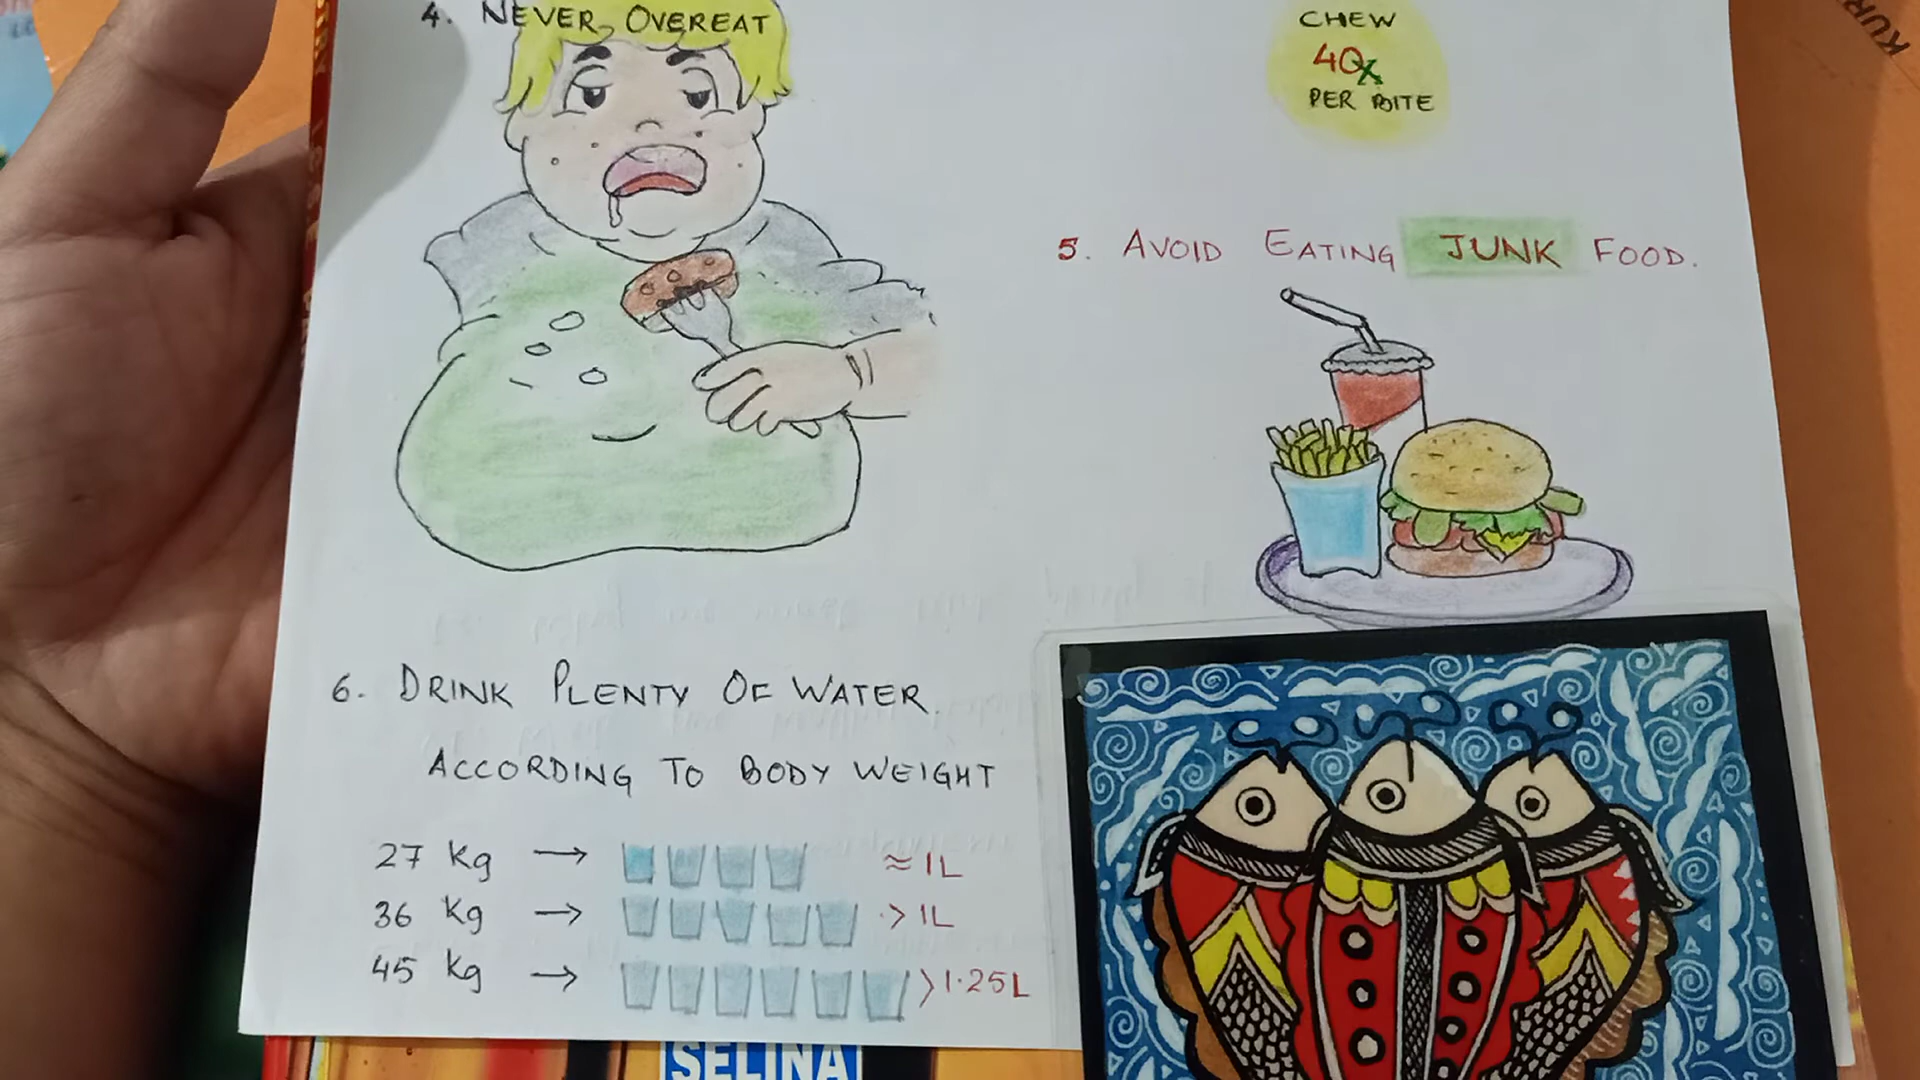 4. NEVER OVEREAT
CHEW
40x
PER BITE
5. AVOID EATING JUNK FOOD.
6. DRINK PLENTY OF WATER.
ACCORDING TO BODY WEIGHT
27 kg → ≈ 1L
36 kg → > 1L
45 kg → > 1.25L
SELINA
KUR